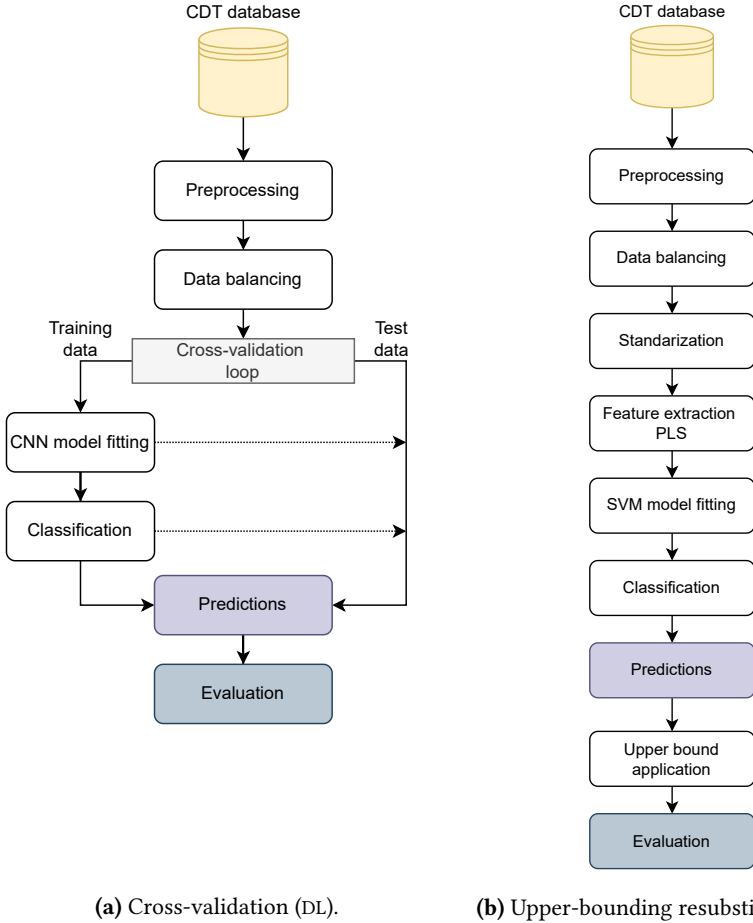 CDT database
Preprocessing
Data balancing
Training
data
Cross-validation
loop
Test
data
CNN model fitting
Classification
Predictions
Evaluation
(a) Cross-validation (DL).
CDT database
Preprocessing
Data balancing
Standarization
Feature extraction
PLS
SVM model fitting
Classification
Predictions
Upper bound
application
Evaluation
(b) Upper-bounding resubsti